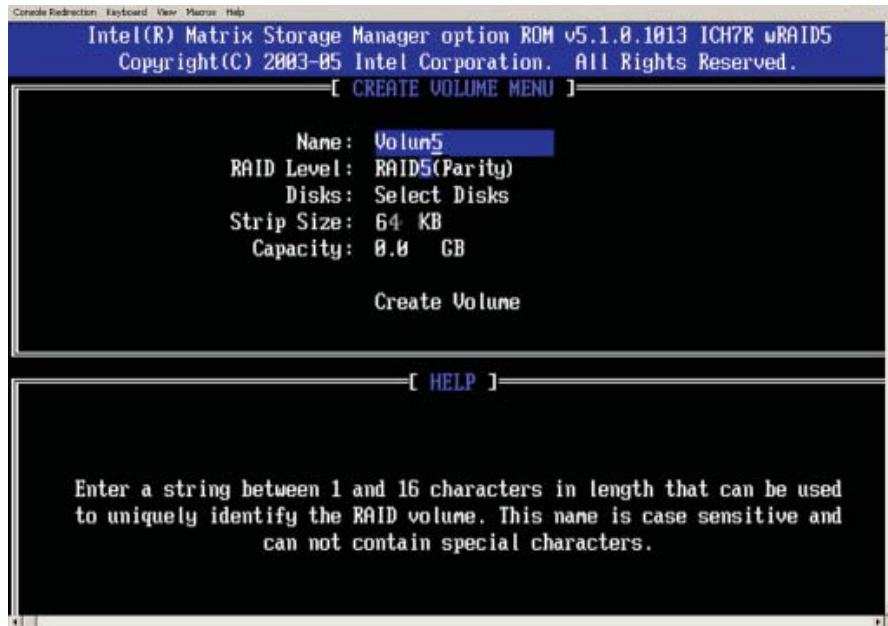 Console Redirection Keyboard View Macros Help
Intel(R) Matrix Storage Manager option ROM v5.1.0.1013 ICH7R wRAID5
Copyright(C) 2003-05 Intel Corporation. All Rights Reserved.
[ CREATE VOLUME MENU ]
Name: Volum5
RAID Level: RAID5(Parity)
Disks: Select Disks
Strip Size: 64 KB
Capacity: 0.0 GB
Create Volume
[ HELP ]
Enter a string between 1 and 16 characters in length that can be used
to uniquely identify the RAID volume. This name is case sensitive and
can not contain special characters.